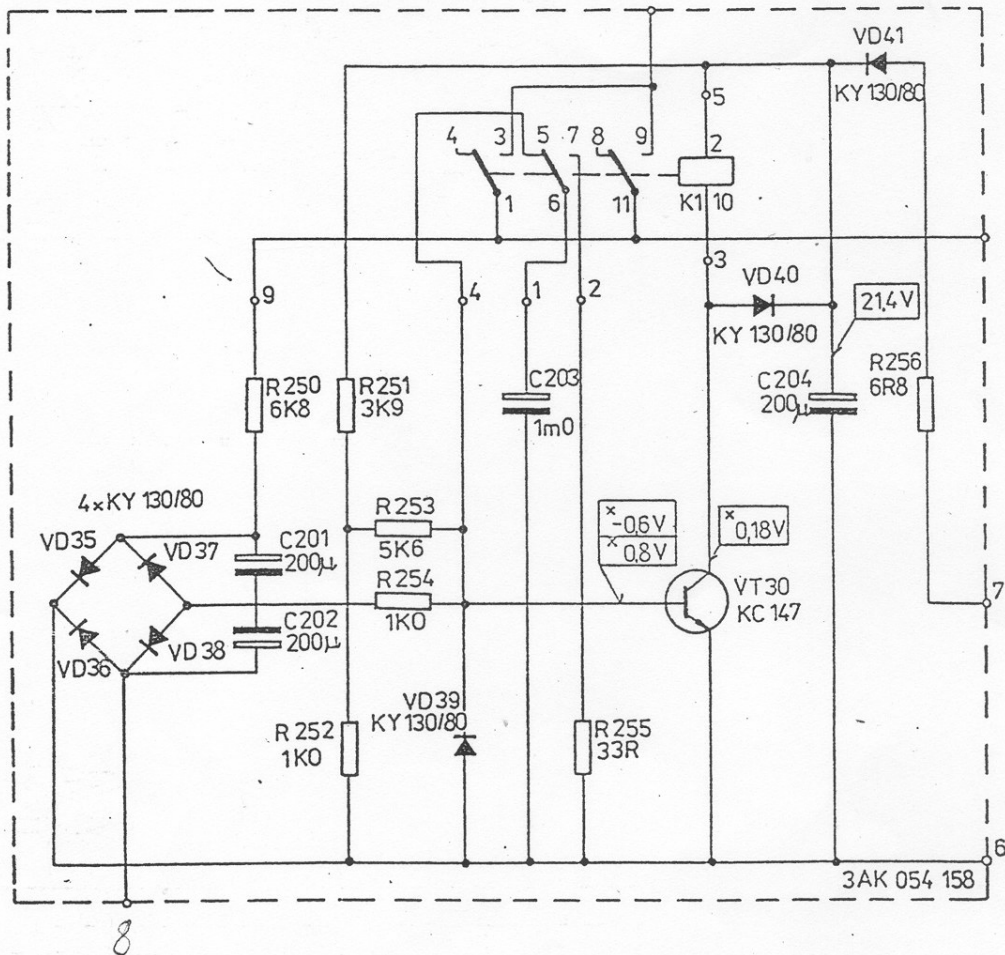 VD41
KY 130/80
5
4 3 5 7 8 9 2
1 6 11 K1 10
3
9 4 1 2 VD40
21,4 V
KY 130/80
R250
6K8
R251
3K9
C203
1m0
C204
200µ
R256
6R8
4×KY 130/80
VD35
VD37
C201
200µ
R253
5K6
x -0,6V
x 0,8V
x 0,18V
R254
1K0
VT30
KC 147
7
C202
200µ
VD36
VD38
VD39
KY 130/80
R252
1K0
R255
33R
6
3AK 054 158
8